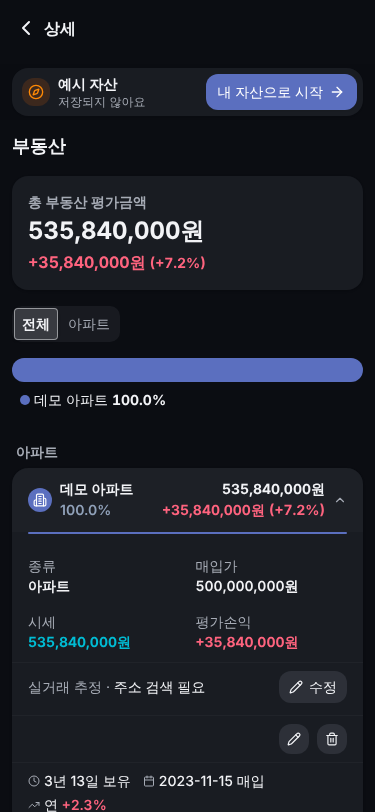 상세
예시 자산
저장되지 않아요
내 자산으로 시작
부동산
총 부동산 평가금액
535,840,000원
+35,840,000원 (+7.2%)
전체 아파트
데모 아파트 100.0%
아파트
데모 아파트 535,840,000원
100.0% +35,840,000원 (+7.2%)
종류 매입가
아파트 500,000,000원
시세 평가손익
535,840,000원 +35,840,000원
실거래 추정 · 주소 검색 필요 수정
3년 13일 보유 2023-11-15 매입
연 +2.3%